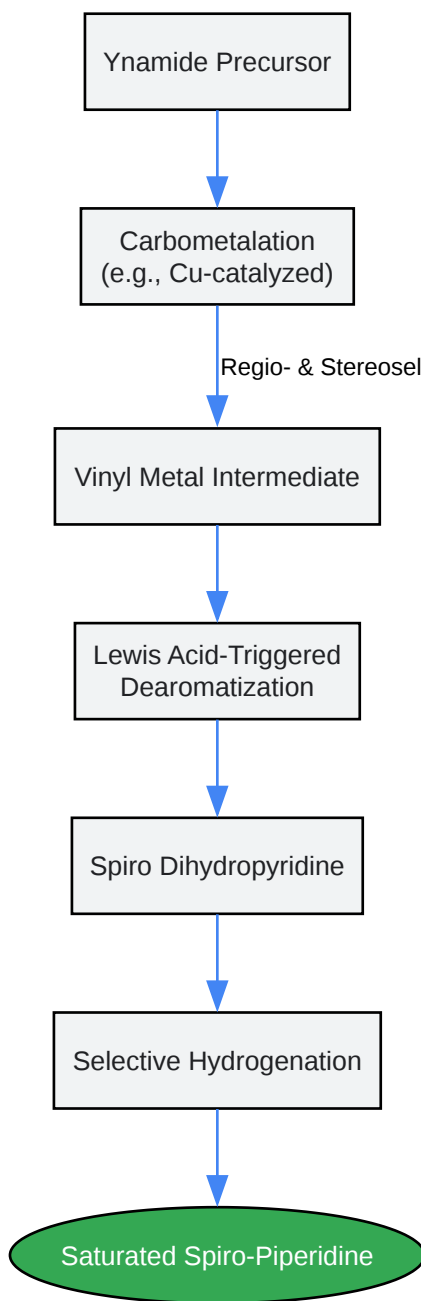 Ynamide Precursor
Carbometalation
(e.g., Cu-catalyzed)
Regio- & Stereosel
Vinyl Metal Intermediate
Lewis Acid-Triggered
Dearomatization
Spiro Dihydropyridine
Selective Hydrogenation
Saturated Spiro-Piperidine